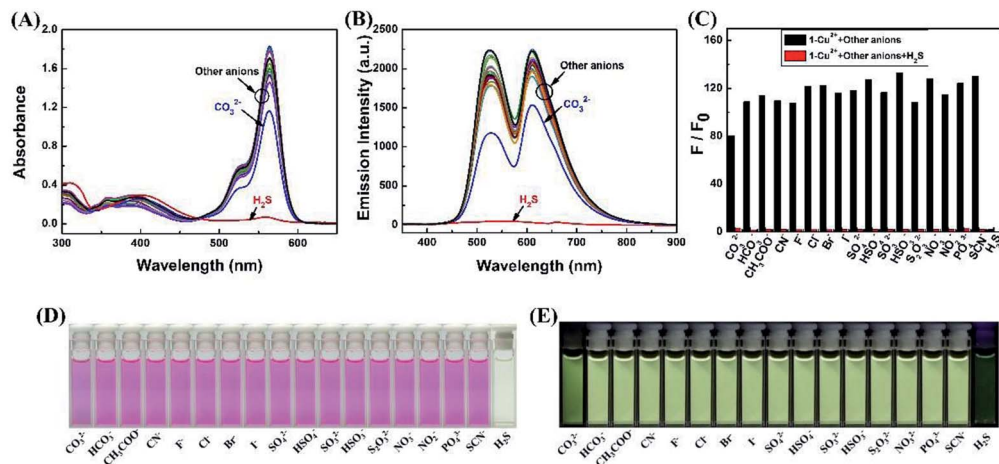 (A)
2.0
1.6
1.2
0.8
0.4
0.0
Absorbance
Other anions
CO₃²⁻
H₂S
300 400 500 600
Wavelength (nm)
(B)
2500
2000
1500
1000
500
0
Emission Intensity (a.u.)
Other anions
CO₃²⁻
H₂S
400 500 600 700 800 900
Wavelength (nm)
(C)
160
120
80
40
0
F / F₀
1-Cu²⁺+Other anions
1-Cu²⁺+Other anions+H₂S
CO₃²⁻
HCO₃⁻
CH₃COO⁻
CN⁻
F⁻
Cl⁻
Br⁻
I⁻
SO₄²⁻
HSO₄⁻
SO₃²⁻
HSO₃⁻
S₂O₃²⁻
PO₄³⁻
SCN⁻
H₂S
(D)
CO₃²⁻ HCO₃⁻ CH₃COO⁻ CN⁻ F⁻ Cl⁻ Br⁻ I⁻ SO₄²⁻ HSO₄⁻ SO₃²⁻ HSO₃⁻ S₂O₃²⁻ NO₃⁻ NO₂⁻ PO₄³⁻ SCN⁻ H₂S
(E)
CO₃²⁻ HCO₃⁻ CH₃COO⁻ CN⁻ F⁻ Cl⁻ Br⁻ I⁻ SO₄²⁻ HSO₄⁻ SO₃²⁻ HSO₃⁻ S₂O₃²⁻ NO₃²⁻ PO₄³⁻ SCN⁻ H₂S